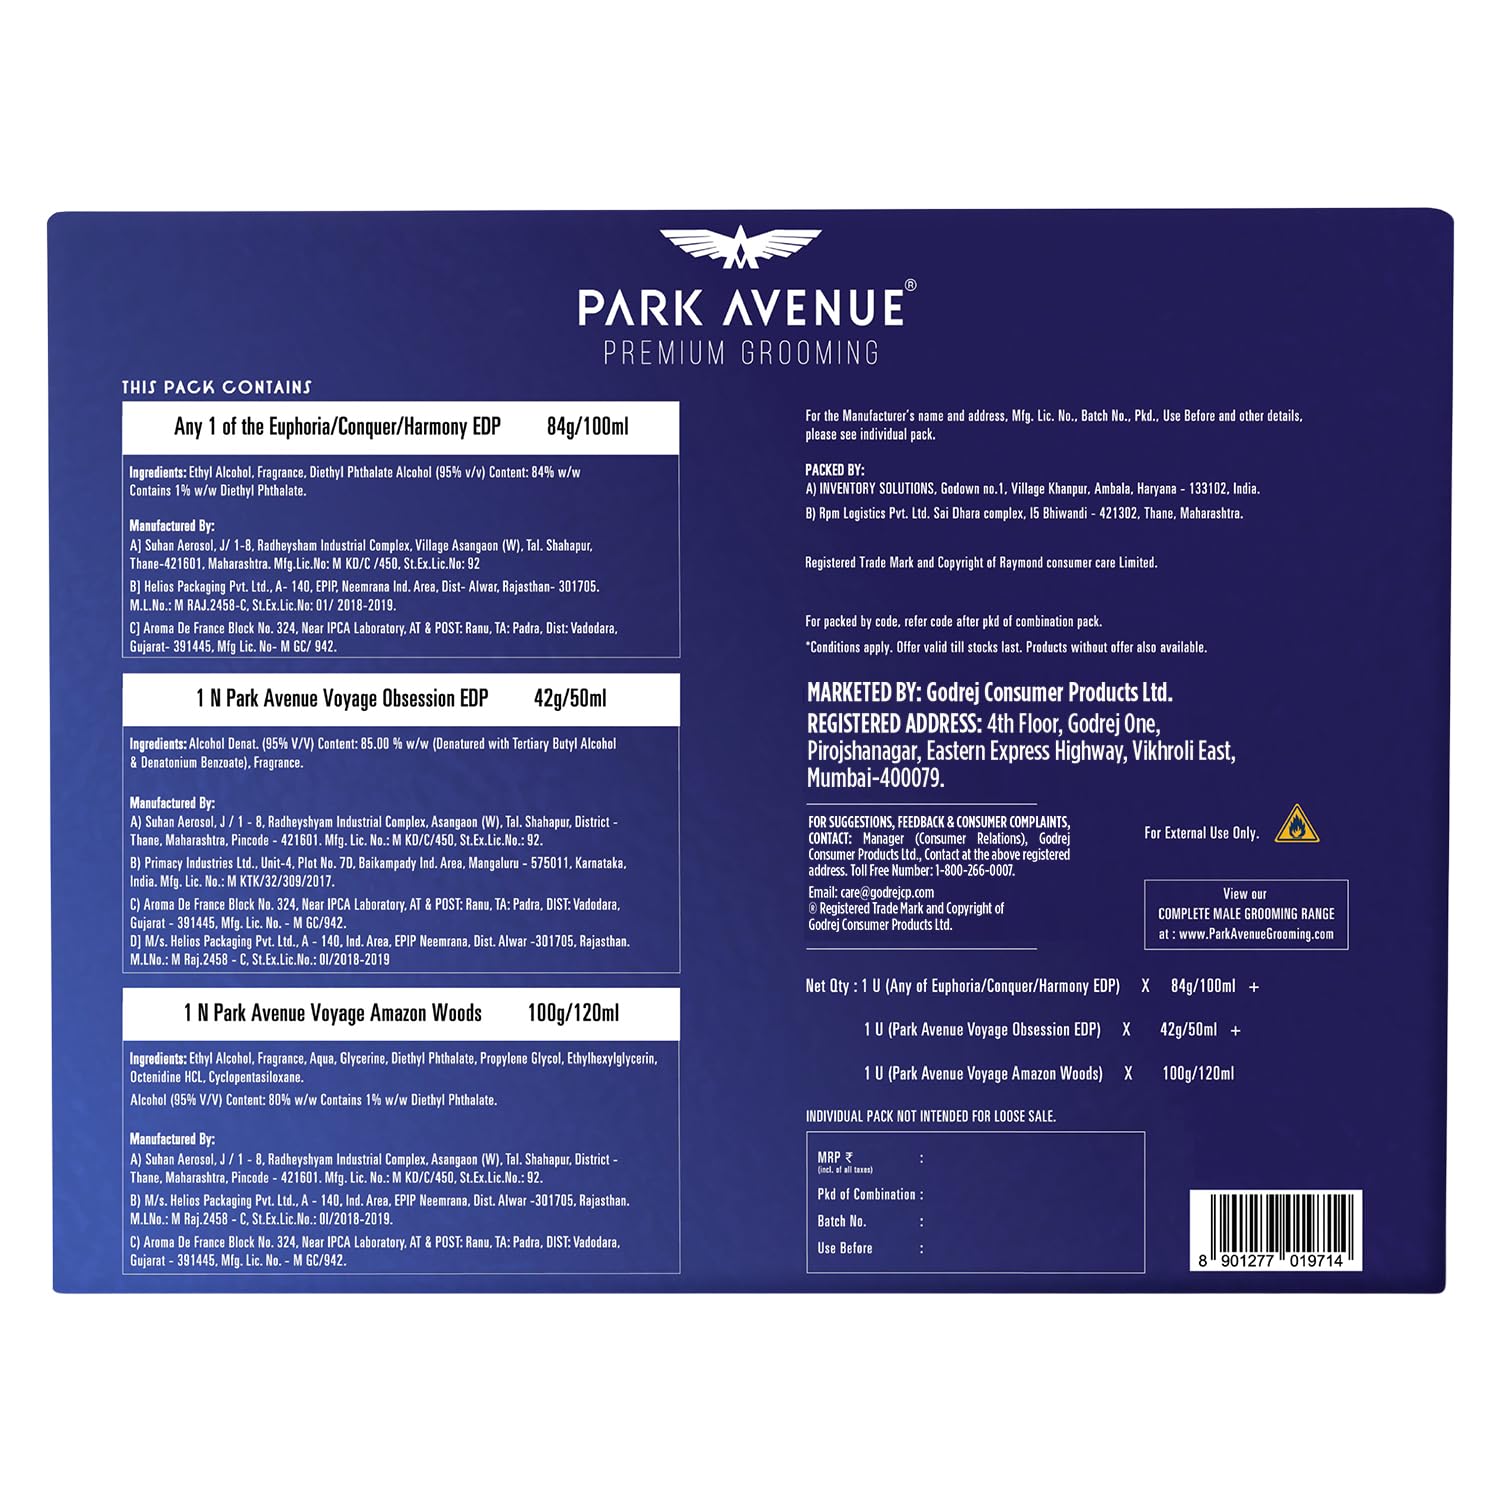 PARK AVENUE®
PREMIUM GROOMING
THIS PACK CONTAINS
Any 1 of the Euphoria/Conquer/Harmony EDP 84g/100ml
Ingredients: Ethyl Alcohol, Fragrance, Diethyl Phthalate Alcohol (95% v/v) Content: 84% w/w
Contains 1% w/w Diethyl Phthalate.
Manufactured By:
A] Suhan Aerosol, J/ 1-8, Radheysham Industrial Complex, Village Asangaon (W), Tal. Shahapur,
Thane-421601, Maharashtra. Mfg.Lic.No: M KD/C /450, St.Ex.Lic.No: 92
B] Helios Packaging Pvt. Ltd., A- 140, EPIP, Neemrana Ind. Area, Dist- Alwar, Rajasthan- 301705.
M.L.No.: M RAJ.2458-C, St.Ex.Lic.No: 01/ 2018-2019.
C] Aroma De France Block No. 324, Near IPCA Laboratory, AT & POST: Ranu, TA: Padra, Dist: Vadodara,
Gujarat- 391445, Mfg Lic. No- M GC/ 942.
1 N Park Avenue Voyage Obsession EDP 42g/50ml
Ingredients: Alcohol Denat. (95% V/V) Content: 85.00 % w/w (Denatured with Tertiary Butyl Alcohol
& Denatonium Benzoate), Fragrance.
Manufactured By:
A) Suhan Aerosol, J / 1 - 8, Radheyshyam Industrial Complex, Asangaon (W), Tal. Shahapur, District -
Thane, Maharashtra, Pincode - 421601. Mfg. Lic. No.: M KD/C/450, St.Ex.Lic.No.: 92.
B) Primacy Industries Ltd., Unit-4, Plot No. 7D, Baikampady Ind. Area, Mangaluru - 575011, Karnataka,
India. Mfg. Lic. No.: M KTK/32/309/2017.
C) Aroma De France Block No. 324, Near IPCA Laboratory, AT & POST: Ranu, TA: Padra, DIST: Vadodara,
Gujarat - 391445, Mfg. Lic. No. - M GC/942.
D] M/s. Helios Packaging Pvt. Ltd., A - 140, Ind. Area, EPIP Neemrana, Dist. Alwar -301705, Rajasthan.
M.LNo.: M Raj.2458 - C, St.Ex.Lic.No.: 0I/2018-2019
1 N Park Avenue Voyage Amazon Woods 100g/120ml
Ingredients: Ethyl Alcohol, Fragrance, Aqua, Glycerine, Diethyl Phthalate, Propylene Glycol, Ethylhexylglycerin,
Octenidine HCL, Cyclopentasiloxane.
Alcohol (95% V/V) Content: 80% w/w Contains 1% w/w Diethyl Phthalate.
Manufactured By:
A) Suhan Aerosol, J / 1 - 8, Radheyshyam Industrial Complex, Asangaon (W), Tal. Shahapur, District -
Thane, Maharashtra, Pincode - 421601. Mfg. Lic. No.: M KD/C/450, St.Ex.Lic.No.: 92.
B) M/s. Helios Packaging Pvt. Ltd., A - 140, Ind. Area, EPIP Neemrana, Dist. Alwar -301705, Rajasthan.
M.LNo.: M Raj.2458 - C, St.Ex.Lic.No.: 0I/2018-2019.
C) Aroma De France Block No. 324, Near IPCA Laboratory, AT & POST: Ranu, TA: Padra, DIST: Vadodara,
Gujarat - 391445, Mfg. Lic. No. - M GC/942.
For the Manufacturer's name and address, Mfg. Lic. No., Batch No., Pkd., Use Before and other details,
please see individual pack.
PACKED BY:
A) INVENTORY SOLUTIONS, Godown no.1, Village Khanpur, Ambala, Haryana - 133102, India.
B) Rpm Logistics Pvt. Ltd. Sai Dhara complex, I5 Bhiwandi - 421302, Thane, Maharashtra.
Registered Trade Mark and Copyright of Raymond consumer care Limited.
For packed by code, refer code after pkd of combination pack.
*Conditions apply. Offer valid till stocks last. Products without offer also available.
MARKETED BY: Godrej Consumer Products Ltd.
REGISTERED ADDRESS: 4th Floor, Godrej One,
Pirojshanagar, Eastern Express Highway, Vikhroli East,
Mumbai-400079.
FOR SUGGESTIONS, FEEDBACK & CONSUMER COMPLAINTS,
CONTACT: Manager (Consumer Relations), Godrej
Consumer Products Ltd., Contact at the above registered
address. Toll Free Number: 1-800-266-0007.
Email: care@godrejcp.com
® Registered Trade Mark and Copyright of
Godrej Consumer Products Ltd.
For External Use Only.
View our
COMPLETE MALE GROOMING RANGE
at : www.ParkAvenueGrooming.com
Net Qty : 1 U (Any of Euphoria/Conquer/Harmony EDP) X 84g/100ml +
1 U (Park Avenue Voyage Obsession EDP) X 42g/50ml +
1 U (Park Avenue Voyage Amazon Woods) X 100g/120ml
INDIVIDUAL PACK NOT INTENDED FOR LOOSE SALE.
MRP ₹ :
(incl. of all taxes)
Pkd of Combination :
Batch No. :
Use Before :
8 901277 019714